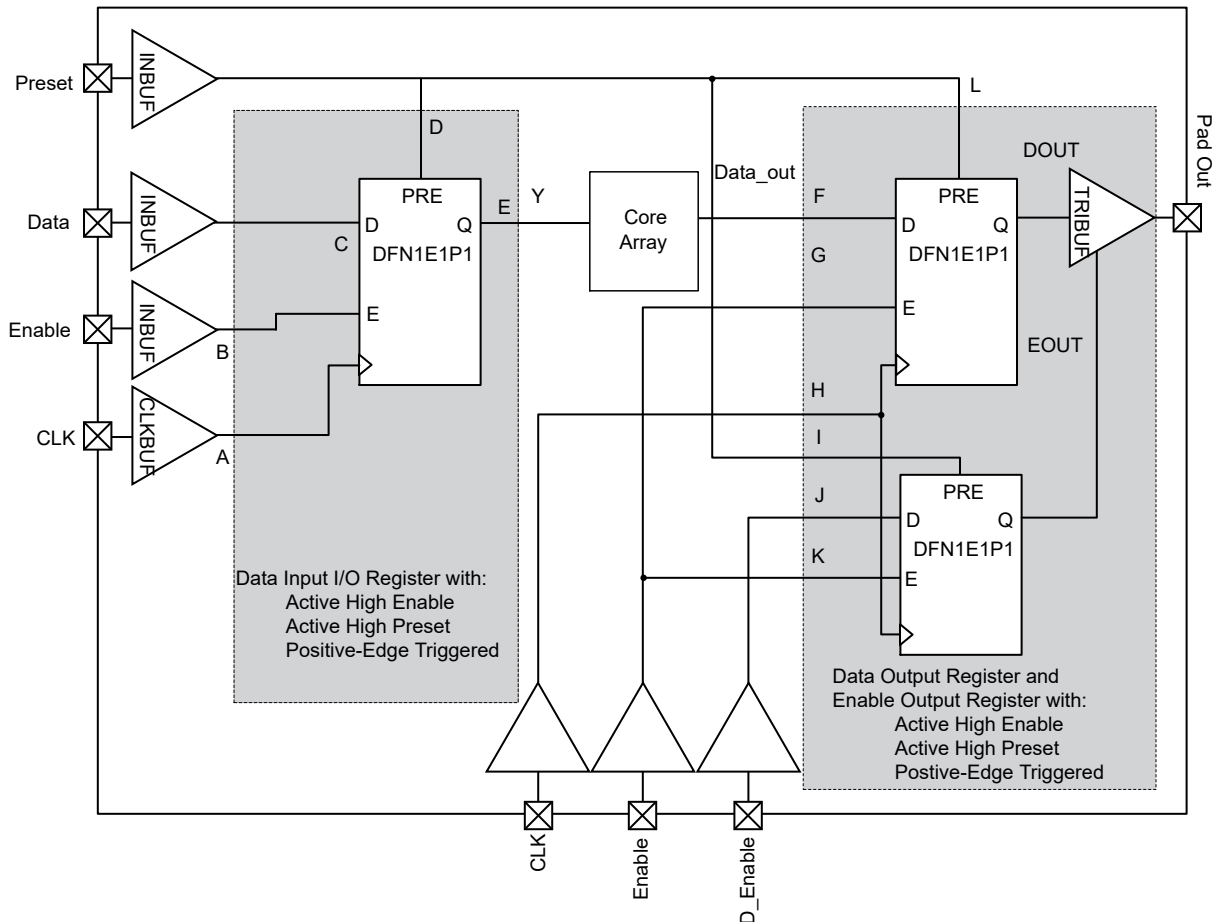 INBUF
Preset
L
D
Pad Out
DOUT
INBUF
PRE
Data_out
PRE
TRIBUF
Data
D
Q
E
Y
Core
Array
F
D
Q
C
DFN1E1P1
G
DFN1E1P1
INBUF
Enable
E
E
B
EOUT
CLKBUF
H
CLK
A
I
PRE
J
D
Q
DFN1E1P1
K
E
Data Input I/O Register with:
Active High Enable
Active High Preset
Positive-Edge Triggered
Data Output Register and
Enable Output Register with:
Active High Enable
Active High Preset
Postive-Edge Triggered
CLK
Enable
D_Enable